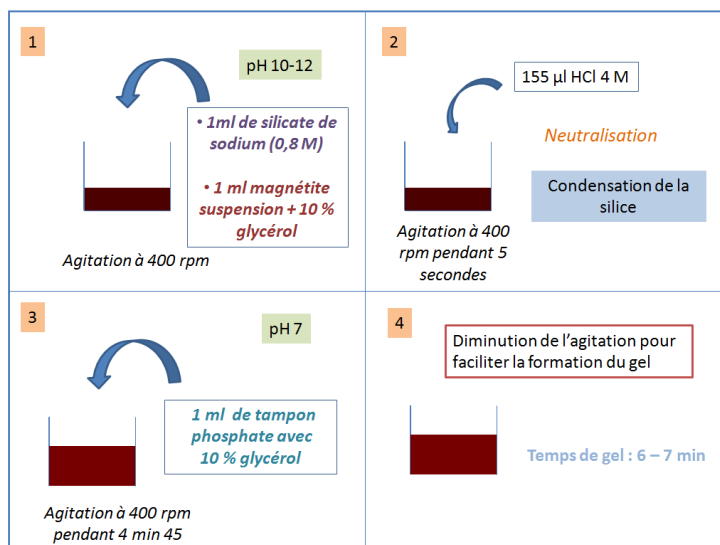 1
pH 10-12
• 1ml de silicate de
sodium (0,8 M)
• 1 ml magnétite
suspension + 10 %
glycérol
Agitation à 400 rpm
2
155 µl HCl 4 M
Neutralisation
Condensation de la
silice
Agitation à 400
rpm pendant 5
secondes
3
pH 7
1 ml de tampon
phosphate avec
10 % glycérol
Agitation à 400 rpm
pendant 4 min 45
4
Diminution de l’agitation pour
faciliter la formation du gel
Temps de gel : 6 – 7 min